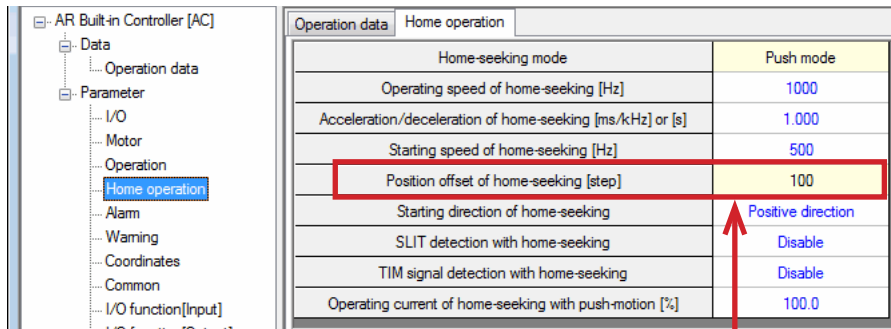 AR Built-in Controller [AC]
Data
Operation data
Parameter
I/O
Motor
Operation
Home operation
Alarm
Warning
Coordinates
Common
I/O function[Input]
Operation data Home operation
Home-seeking mode Push mode
Operating speed of home-seeking [Hz] 1000
Acceleration/deceleration of home-seeking [ms/kHz] or [s] 1.000
Starting speed of home-seeking [Hz] 500
Position offset of home-seeking [step] 100
Starting direction of home-seeking Positive direction
SLIT detection with home-seeking Disable
TIM signal detection with home-seeking Disable
Operating current of home-seeking with push-motion [%] 100.0